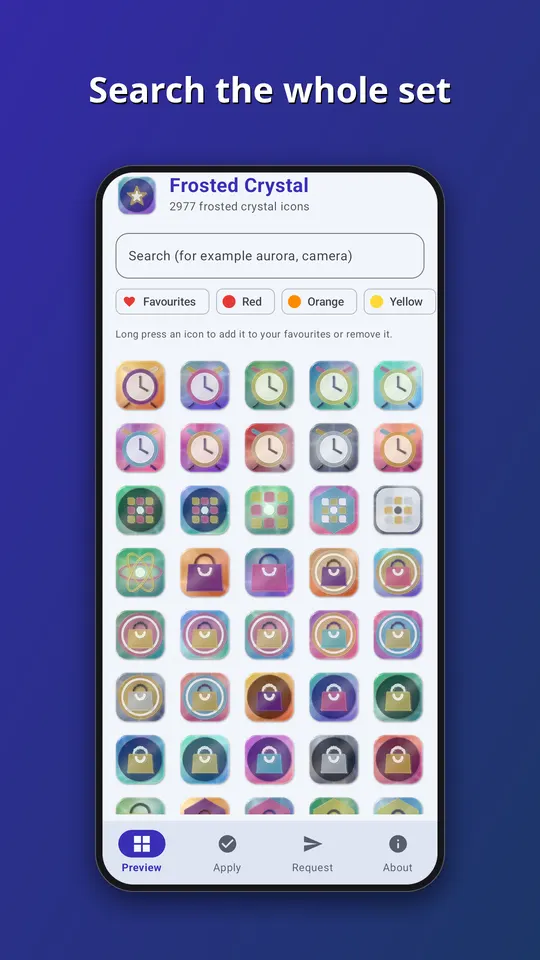 Search the whole set
Frosted Crystal
2977 frosted crystal icons
Search (for example aurora, camera)
Favourites
Red
Orange
Yellow
Long press an icon to add it to your favourites or remove it.
Preview
Apply
Request
About